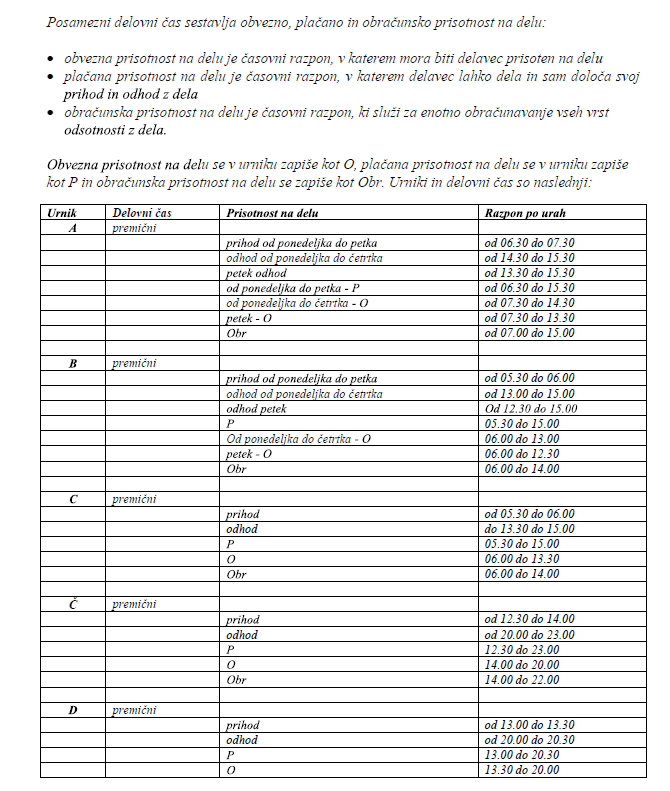 Posamezni delovni čas sestavlja obvezno, plačano in obračunsko prisotnost na delu:
• obvezna prisotnost na delu je časovni razpon, v katerem mora biti delavec prisoten na delu
• plačana prisotnost na delu je časovni razpon, v katerem delavec lahko dela in sam določa svoj
prihod in odhod z dela
• obračunska prisotnost na delu je časovni razpon, ki služi za enotno obračunavanje vseh vrst
odsotnosti z dela.
Obvezna prisotnost na delu se v urniku zapiše kot O, plačana prisotnost na delu se v urniku zapiše
kot P in obračunska prisotnost na delu se zapiše kot Obr. Urniki in delovni čas so naslednji:
Urnik Delovni čas Prisotnost na delu Razpon po urah
A premični
prihod od ponedeljka do petka od 06.30 do 07.30
odhod od ponedeljka do četrtka od 14.30 do 15.30
petek odhod od 13.30 do 15.30
od ponedeljka do petka - P od 06.30 do 15.30
od ponedeljka do četrtka - O od 07.30 do 14.30
petek - O od 07.30 do 13.30
Obr od 07.00 do 15.00
B premični
prihod od ponedeljka do petka od 05.30 do 06.00
odhod od ponedeljka do četrtka od 13.00 do 15.00
odhod petek Od 12.30 do 15.00
P 05.30 do 15.00
Od ponedeljka do četrtka - O 06.00 do 13.00
petek - O 06.00 do 12.30
Obr 06.00 do 14.00
C premični
prihod od 05.30 do 06.00
odhod do 13.30 do 15.00
P 05.30 do 15.00
O 06.00 do 13.30
Obr 06.00 do 14.00
Č premični
prihod od 12.30 do 14.00
odhod od 20.00 do 23.00
P 12.30 do 23.00
O 14.00 do 20.00
Obr 14.00 do 22.00
D premični
prihod od 13.00 do 13.30
odhod od 20.00 do 20.30
P 13.00 do 20.30
O 13.30 do 20.00